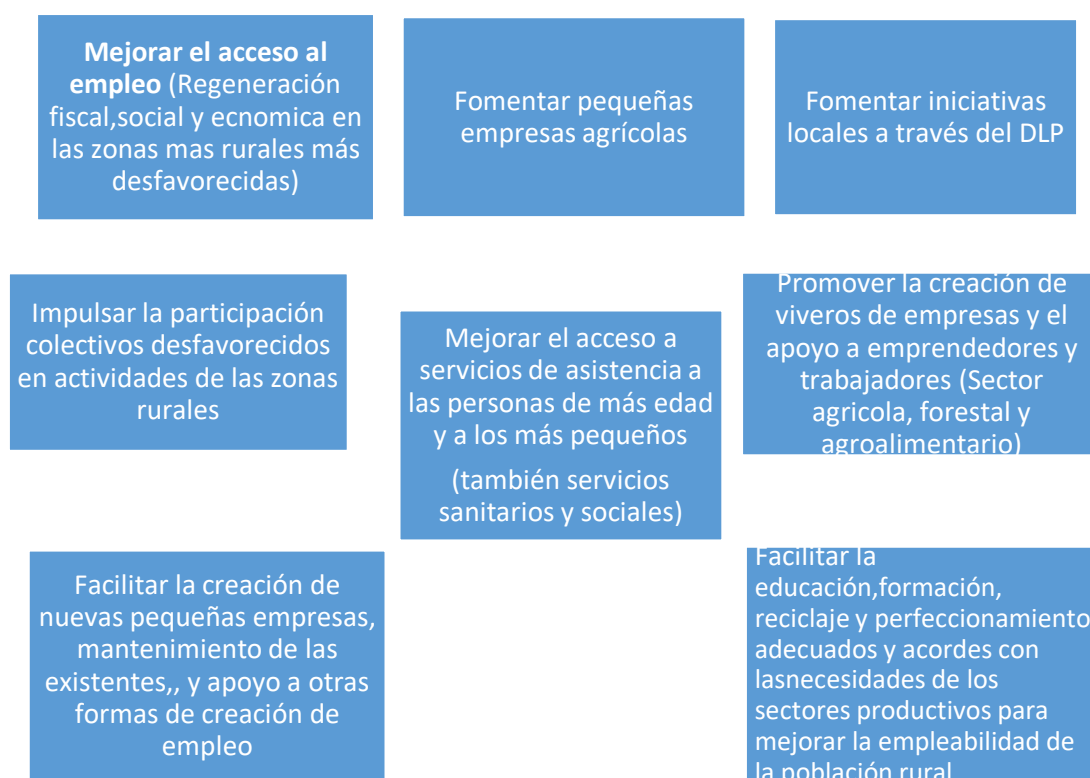 Mejorar el acceso al
empleo (Regeneración
fiscal,social y ecnomica en
las zonas mas rurales más
desfavorecidas)
Fomentar pequeñas
empresas agrícolas
Fomentar iniciativas
locales a través del DLP
Impulsar la participación
colectivos desfavorecidos
en actividades de las zonas
rurales
Mejorar el acceso a
servicios de asistencia a
las personas de más edad
y a los más pequeños
(también servicios
sanitarios y sociales)
Promover la creación de
viveros de empresas y el
apoyo a emprendedores y
trabajadores (Sector
agricola, forestal y
agroalimentario)
Facilitar la creación de
nuevas pequeñas empresas,
mantenimiento de las
existentes,, y apoyo a otras
formas de creación de
empleo
Facilitar la
educación,formación,
reciclaje y perfeccionamiento
adecuados y acordes con
lasnecesidades de los
sectores productivos para
mejorar la empleabilidad de
la población rural